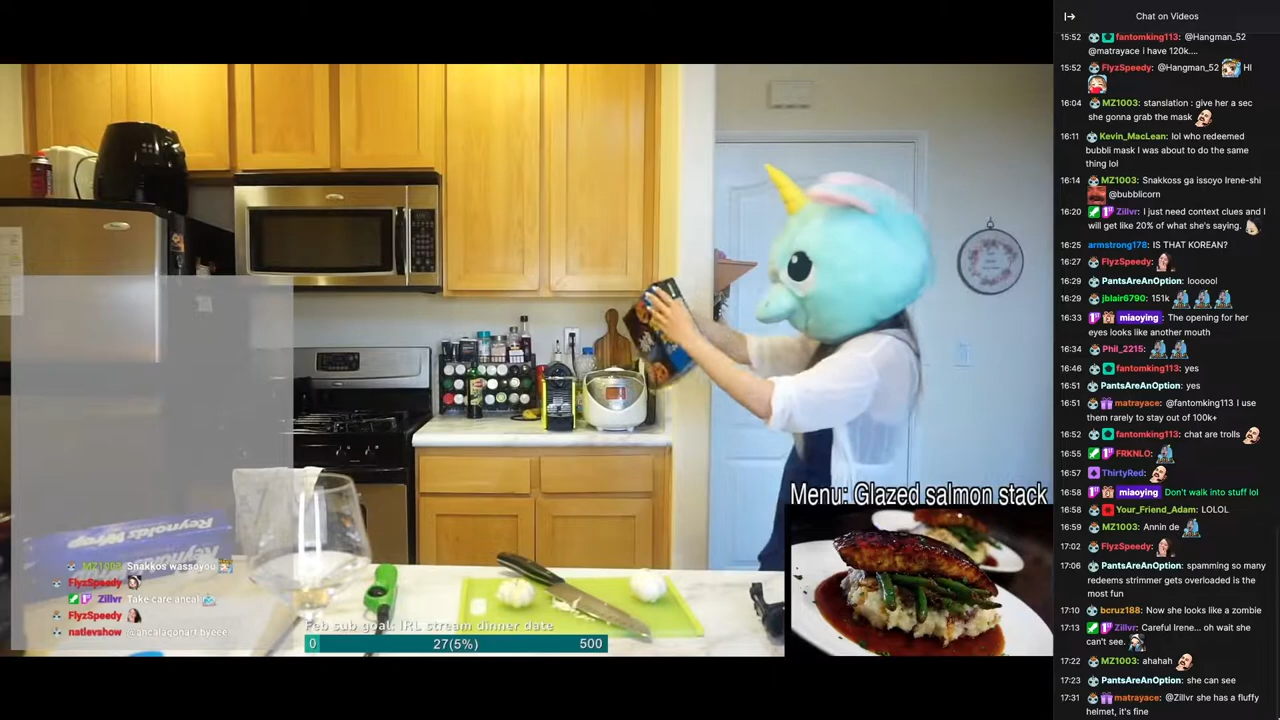 Chat on Videos
15:52 fantomking113: @Hangman_52
@matrayace i have 120k....
15:52 FlyzSpeedy: @Hangman_52 HI
16:04 MZ1003: stanslation : give her a sec
she gonna grab the mask
16:11 Kevin_MacLean: lol who redeemed
bubbli mask I was about to do the same
thing lol
16:14 MZ1003: Snakkoss ga issoyo Irene-shi
@bubblicorn
16:20 Zillvr: I just need context clues and I
will get like 20% of what she's saying.
16:25 armstrong178: IS THAT KOREAN?
16:27 FlyzSpeedy:
16:29 PantsAreAnOption: loooool
16:29 jblair6790: 151k
16:33 miaoying The opening for her
eyes looks like another mouth
16:34 Phil_2215:
16:46 fantomking113: yes
16:51 PantsAreAnOption: yes
16:51 matrayace: @fantomking113 I use
them rarely to stay out of 100k+
16:52 fantomking113: chat are trolls
16:55 FRKNLO:
16:57 ThirtyRed:
16:58 miaoying Don't walk into stuff lol
16:58 Your_Friend_Adam: LOLOL
16:59 MZ1003: Annin de
17:02 FlyzSpeedy:
17:06 PantsAreAnOption: spamming so many
redeems strimmer gets overloaded is the
most fun
17:10 bcruz188: Now she looks like a zombie
17:13 Zillvr: Careful Irene... oh wait she
can't see.
17:22 MZ1003: ahahah
17:23 PantsAreAnOption: she can see
17:31 matrayace: @Zillvr she has a fluffy
helmet, it's fine
Menu: Glazed salmon stack
Reynolds Wrap
MZ1003 Snakkos wassoyou
FlyzSpeedy
Zillvr Take care ancal
FlyzSpeedy
natlevshow @ancalagonart byeee
Feb sub goal: IRL stream dinner date
0 27(5%) 500